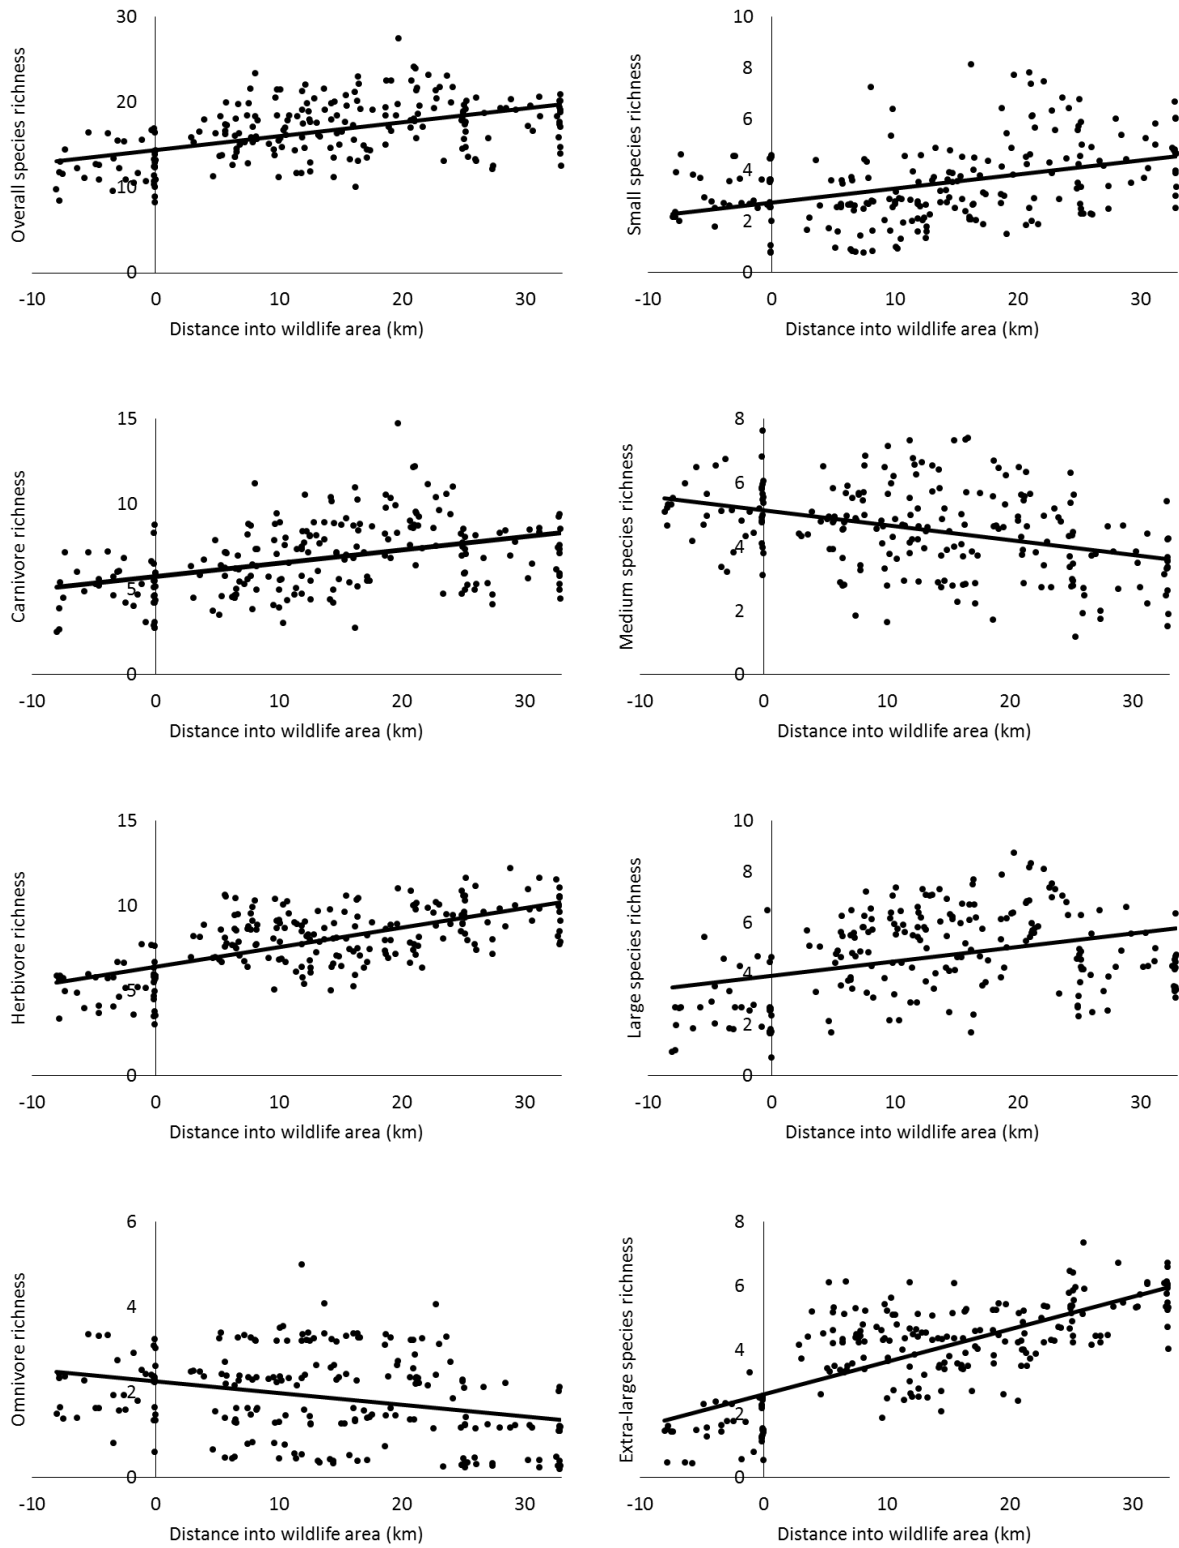 Overall species richness
30
20
10
0
-10 0 10 20 30
Distance into wildlife area (km)
Small species richness
10
8
6
4
2
0
-10 0 10 20 30
Distance into wildlife area (km)
Carnivore richness
15
10
5
0
-10 0 10 20 30
Distance into wildlife area (km)
Medium species richness
8
6
4
2
0
-10 0 10 20 30
Distance into wildlife area (km)
Herbivore richness
15
10
5
0
-10 0 10 20 30
Distance into wildlife area (km)
Large species richness
10
8
6
4
2
0
-10 0 10 20 30
Distance into wildlife area (km)
Omnivore richness
6
4
2
0
-10 0 10 20 30
Distance into wildlife area (km)
Extra-large species richness
8
6
4
2
0
-10 0 10 20 30
Distance into wildlife area (km)